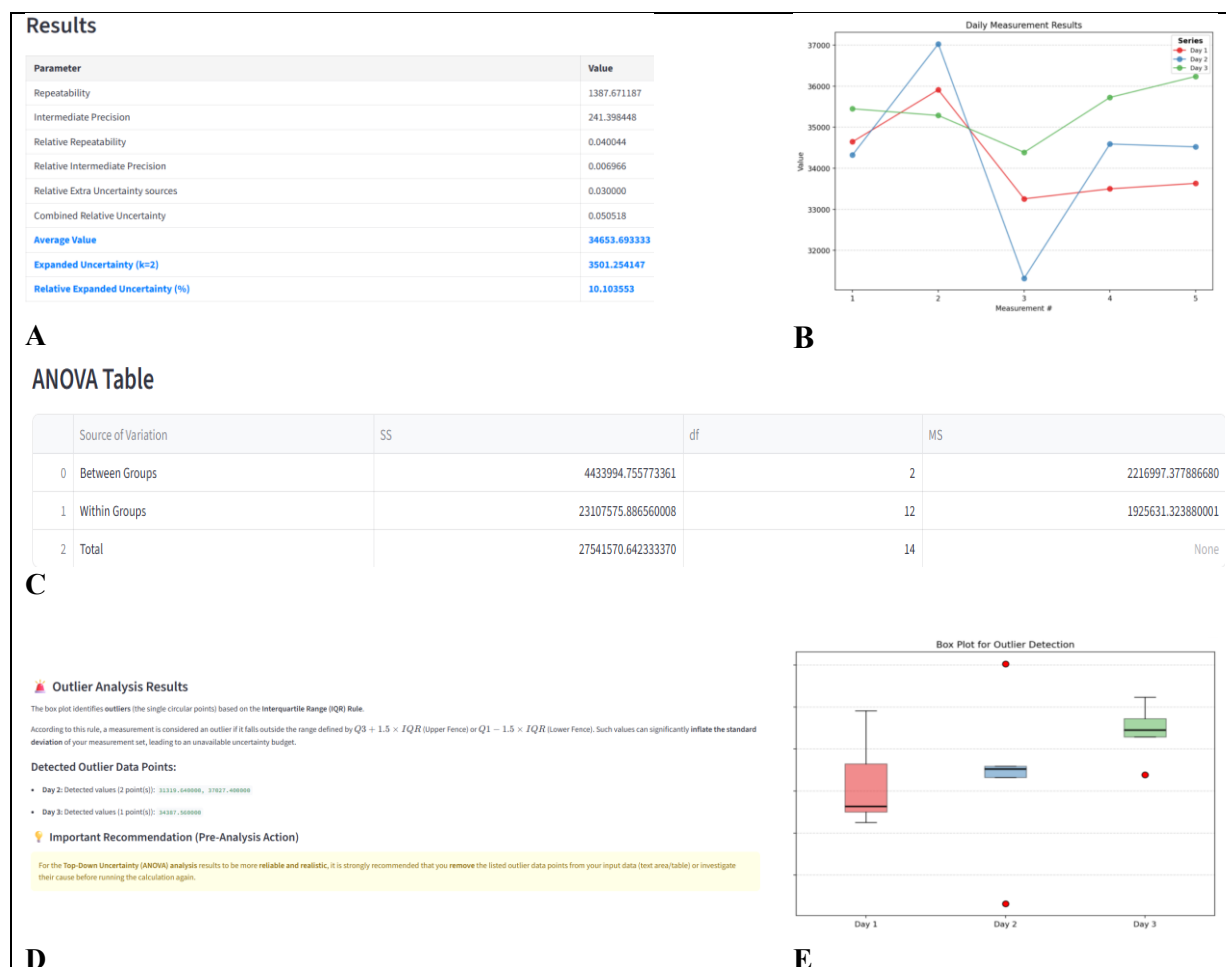 Results
Parameter Value
Repeatability 1387.671187
Intermediate Precision 241.398448
Relative Repeatability 0.040044
Relative Intermediate Precision 0.006966
Relative Extra Uncertainty sources 0.030000
Combined Relative Uncertainty 0.050518
Average Value 34653.693333
Expanded Uncertainty (k=2) 3501.254147
Relative Expanded Uncertainty (%) 10.103553
A
Daily Measurement Results
Series
Day 1
Day 2
Day 3
Value
37000
36000
35000
34000
33000
32000
1 2 3 4 5
Measurement #
B
ANOVA Table
Source of Variation SS df MS
0 Between Groups 4433994.755773361 2 2216997.377886680
1 Within Groups 23107575.886560008 12 1925631.323880001
2 Total 27541570.642333370 14 None
C
Outlier Analysis Results
The box plot identifies outliers (the single circular points) based on the Interquartile Range (IQR) Rule.
According to this rule, a measurement is considered an outlier if it falls outside the range defined by Q3 + 1.5 × IQR (Upper Fence) or Q1 − 1.5 × IQR (Lower Fence). Such values can significantly inflate the standard
deviation of your measurement set, leading to an unavailable uncertainty budget.
Detected Outlier Data Points:
• Day 2: Detected values (2 point(s)):
• Day 3: Detected values (1 point(s)):
Important Recommendation (Pre-Analysis Action)
For the Top-Down Uncertainty (ANOVA) analysis results to be more reliable and realistic, it is strongly recommended that you remove the listed outlier data points from your input data (text area/table) or investigate
their cause before running the calculation again.
D
Box Plot for Outlier Detection
Day 1 Day 2 Day 3
E